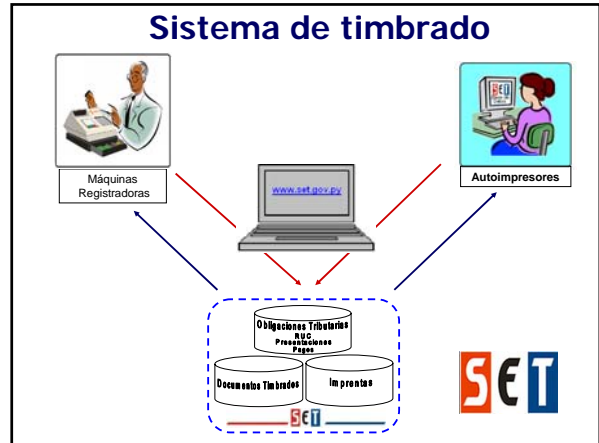 Sistema de timbrado
SET
Máquinas
Registradoras
Autoimpresores
www.set.gov.py
Obligaciones Tributarias
RUC
Presentaciones
Pagos
Documentos Timbrados
Imprentas
SET
SET